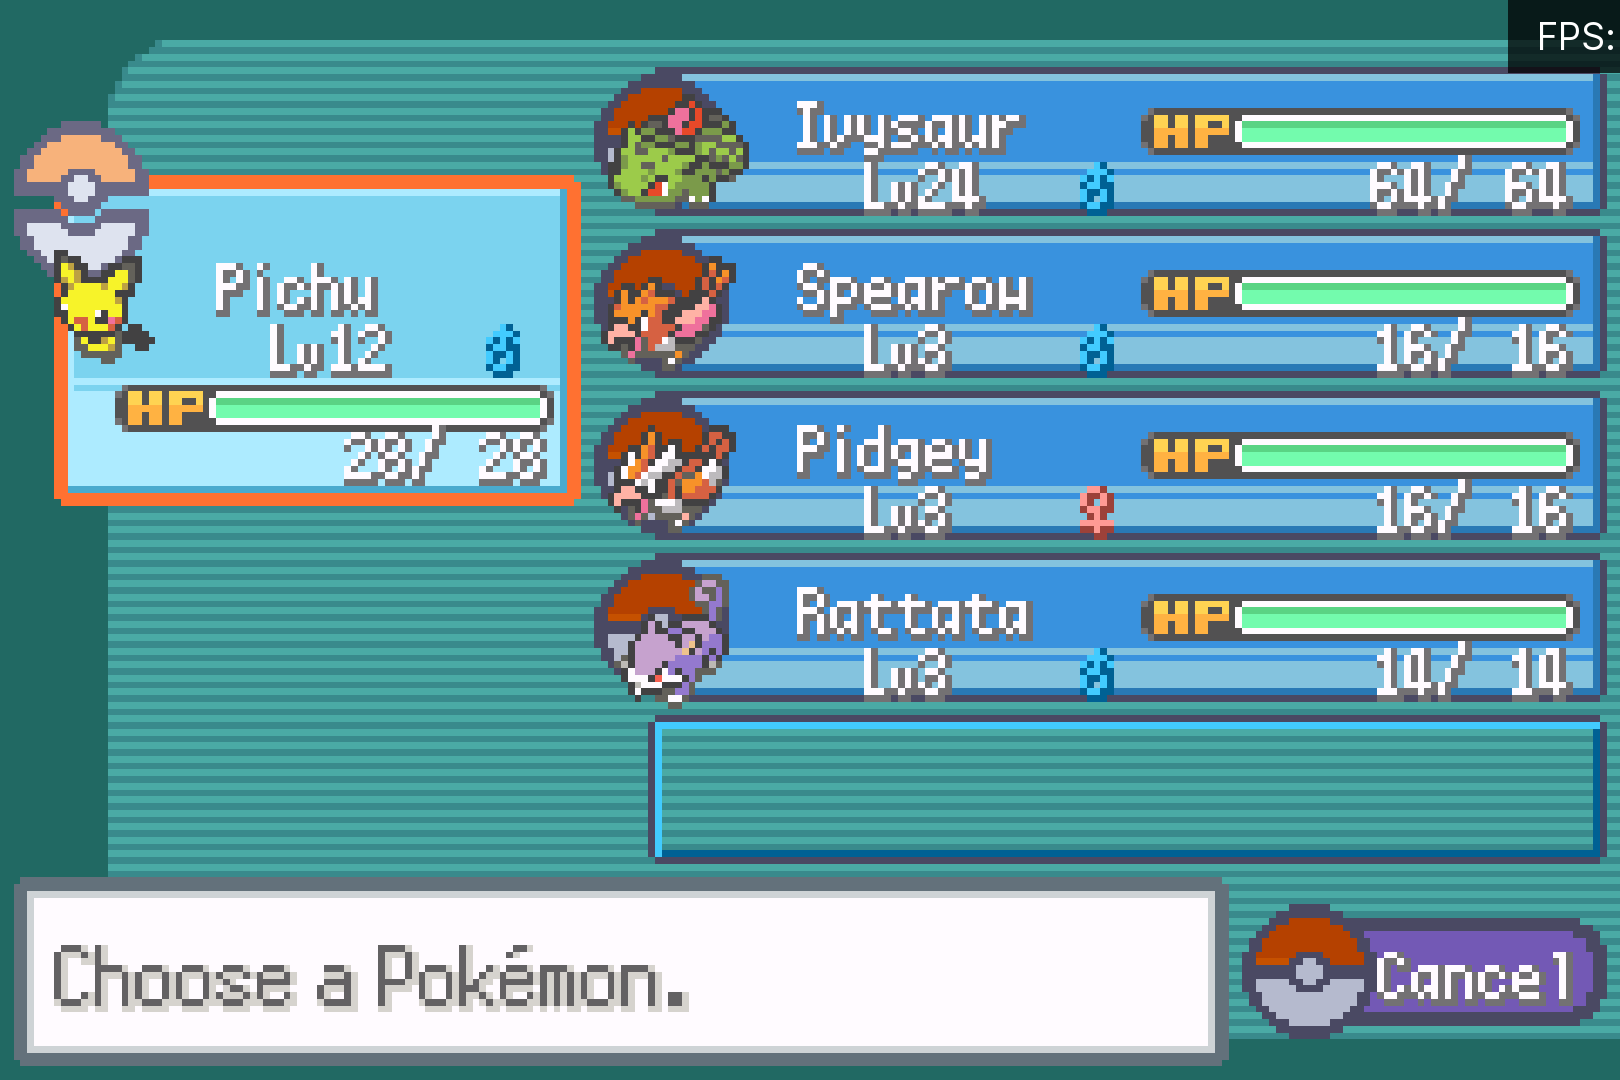 FPS:
Pichu
Lv12 ♂
HP
28/ 28
Ivysaur
HP
Lv24 ♂ 64/ 64
Spearow
HP
Lv3 ♂ 16/ 16
Pidgey
HP
Lv3 ♀ 16/ 16
Rattata
HP
Lv3 ♂ 14/ 14
Choose a Pokémon.
Cancel